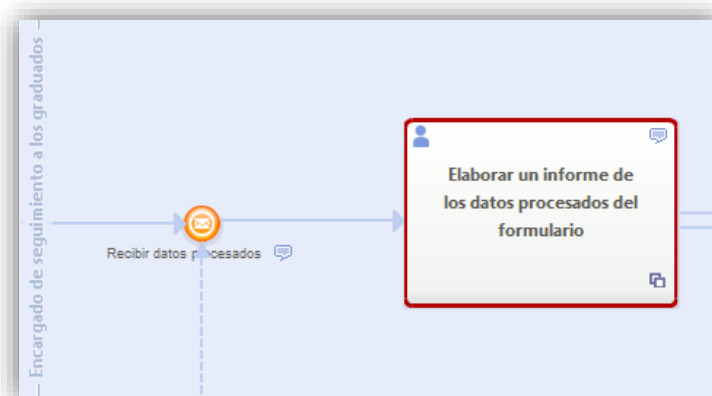 Encargado de seguimiento a los graduados
Recibir datos procesados
Elaborar un informe de
los datos procesados del
formulario